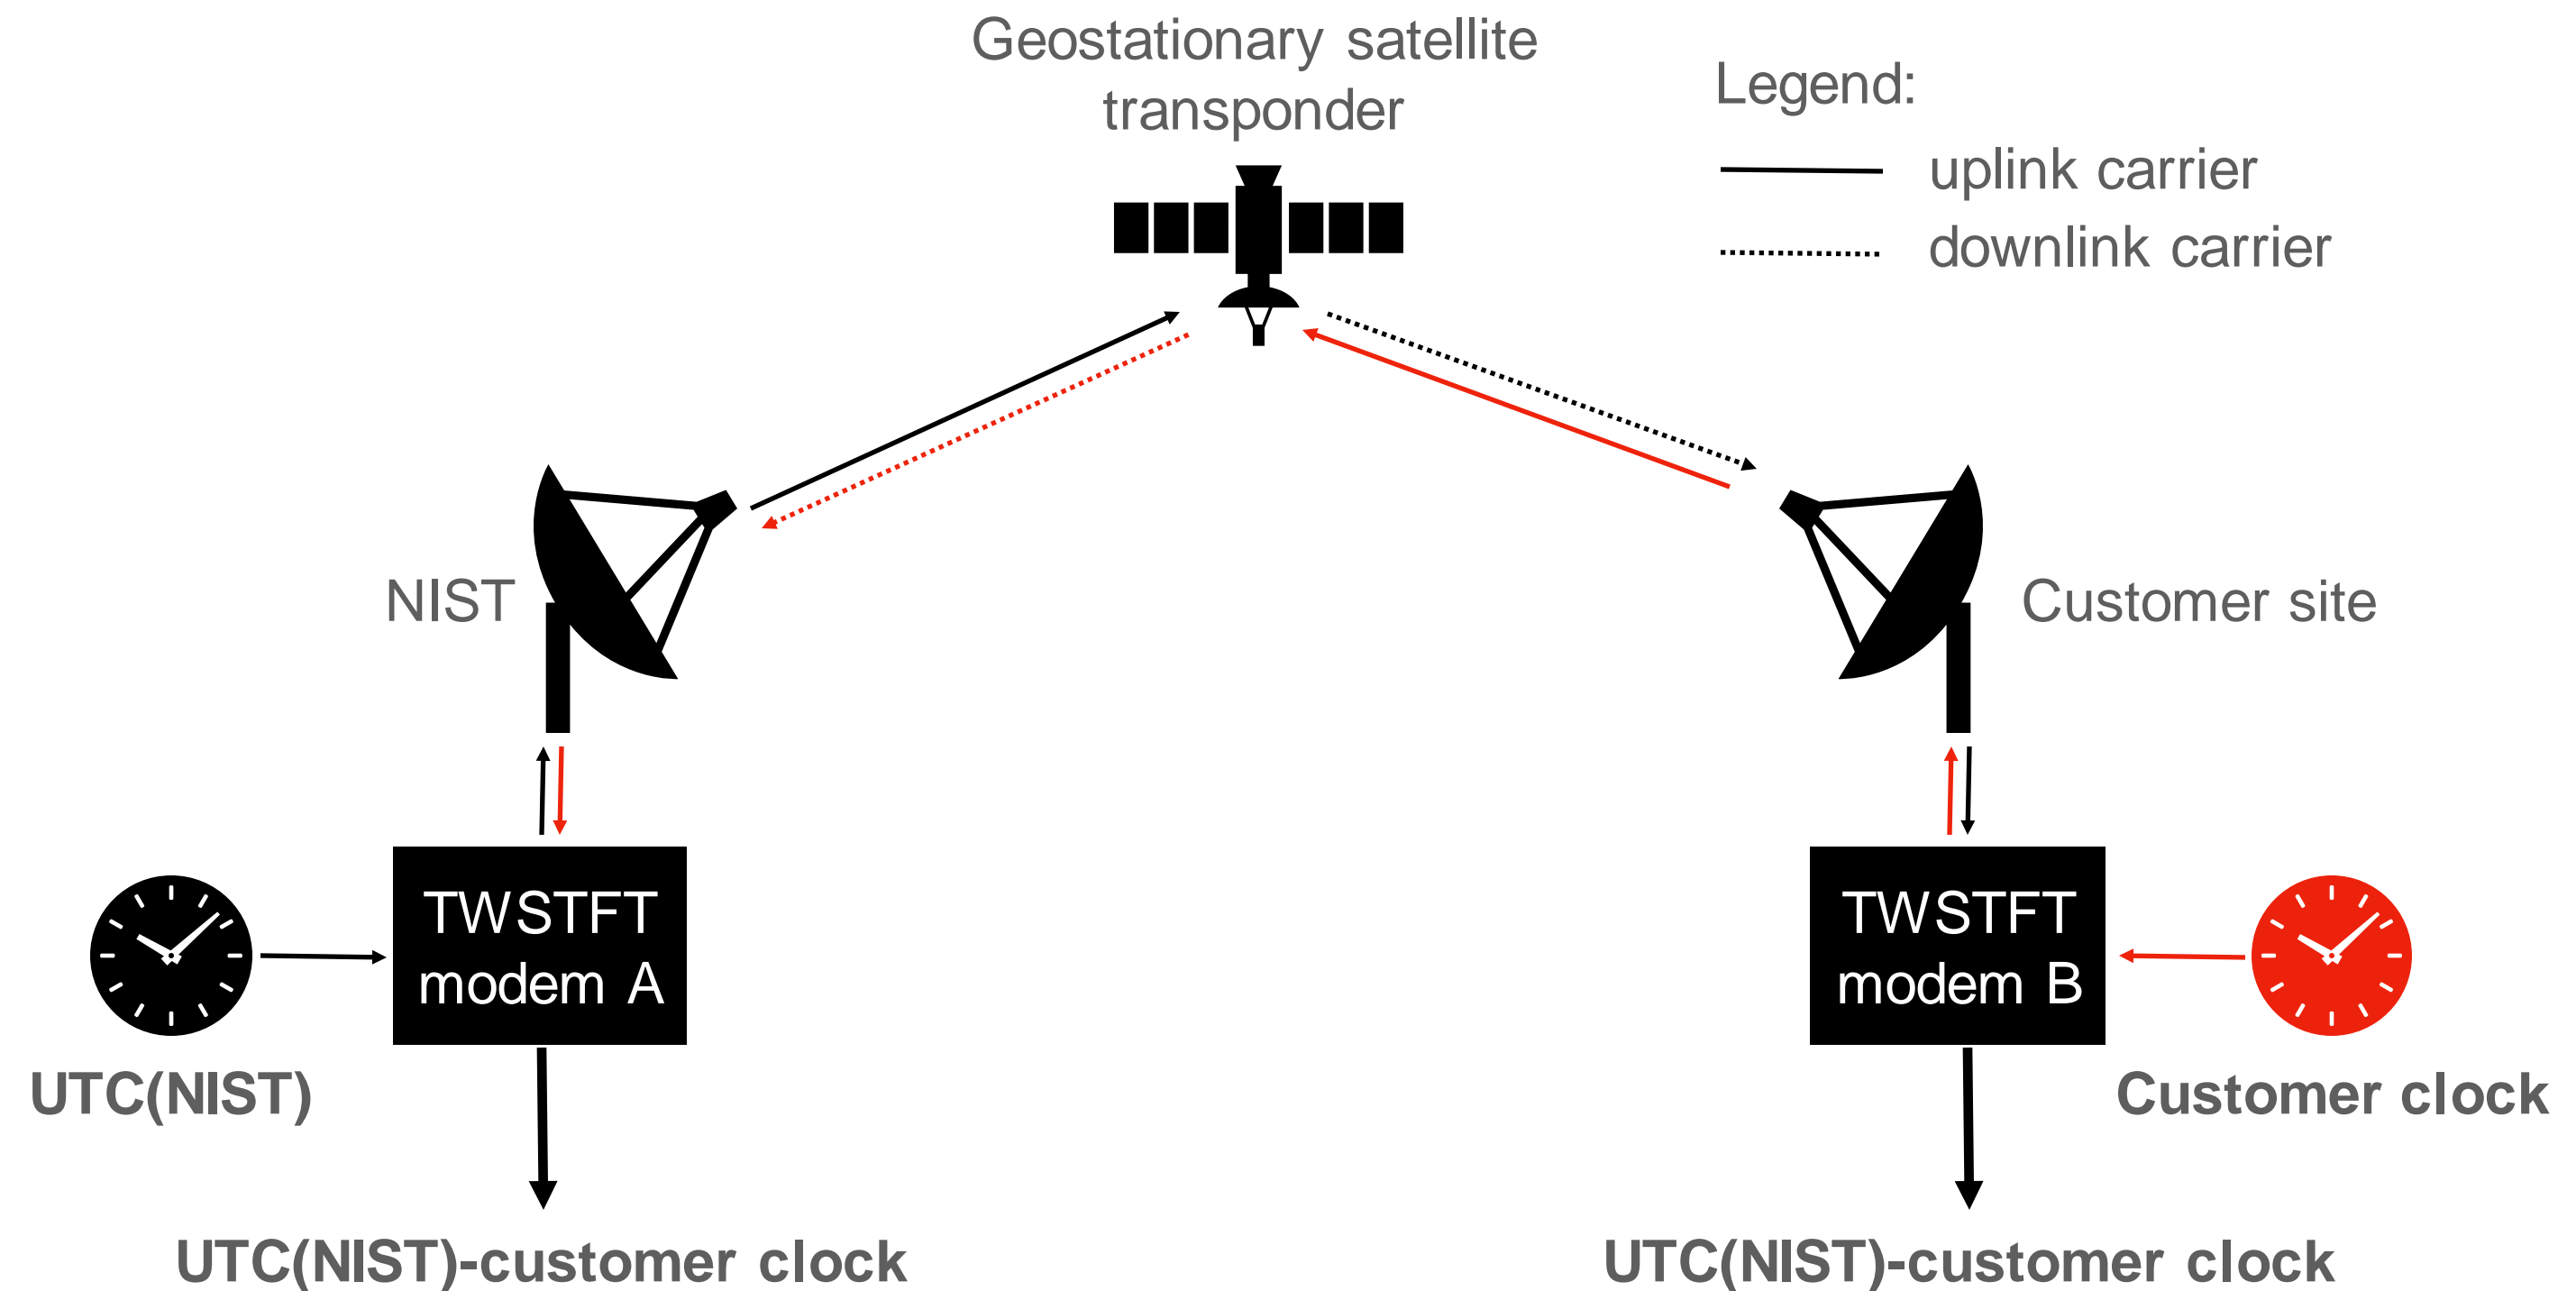 Geostationary satellite
transponder
Legend:
uplink carrier
downlink carrier
NIST
Customer site
TWSTFT
modem A
TWSTFT
modem B
UTC(NIST)
Customer clock
UTC(NIST)-customer clock
UTC(NIST)-customer clock